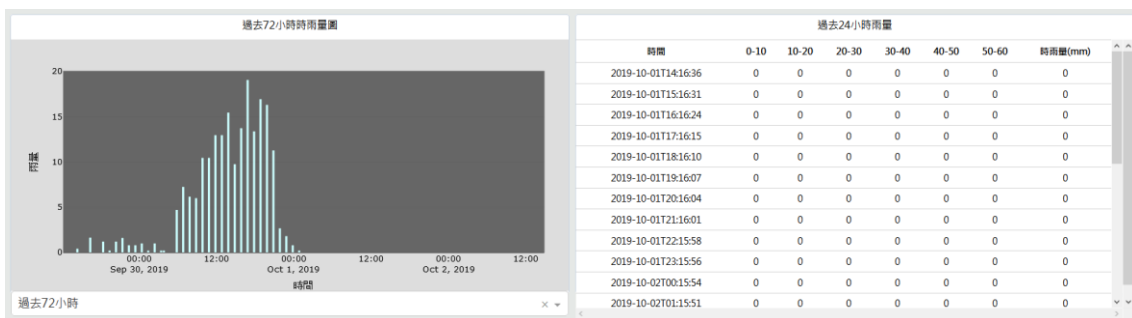 過去72小時時雨量圖
20
15
10
5
0
雨量
00:00
Sep 30, 2019
12:00
00:00
Oct 1, 2019
12:00
00:00
Oct 2, 2019
12:00
時間
過去72小時
過去24小時雨量
時間 0-10 10-20 20-30 30-40 40-50 50-60 時雨量(mm)
2019-10-01T14:16:36 0 0 0 0 0 0 0
2019-10-01T15:16:31 0 0 0 0 0 0 0
2019-10-01T16:16:24 0 0 0 0 0 0 0
2019-10-01T17:16:15 0 0 0 0 0 0 0
2019-10-01T18:16:10 0 0 0 0 0 0 0
2019-10-01T19:16:07 0 0 0 0 0 0 0
2019-10-01T20:16:04 0 0 0 0 0 0 0
2019-10-01T21:16:01 0 0 0 0 0 0 0
2019-10-01T22:15:58 0 0 0 0 0 0 0
2019-10-01T23:15:56 0 0 0 0 0 0 0
2019-10-02T00:15:54 0 0 0 0 0 0 0
2019-10-02T01:15:51 0 0 0 0 0 0 0